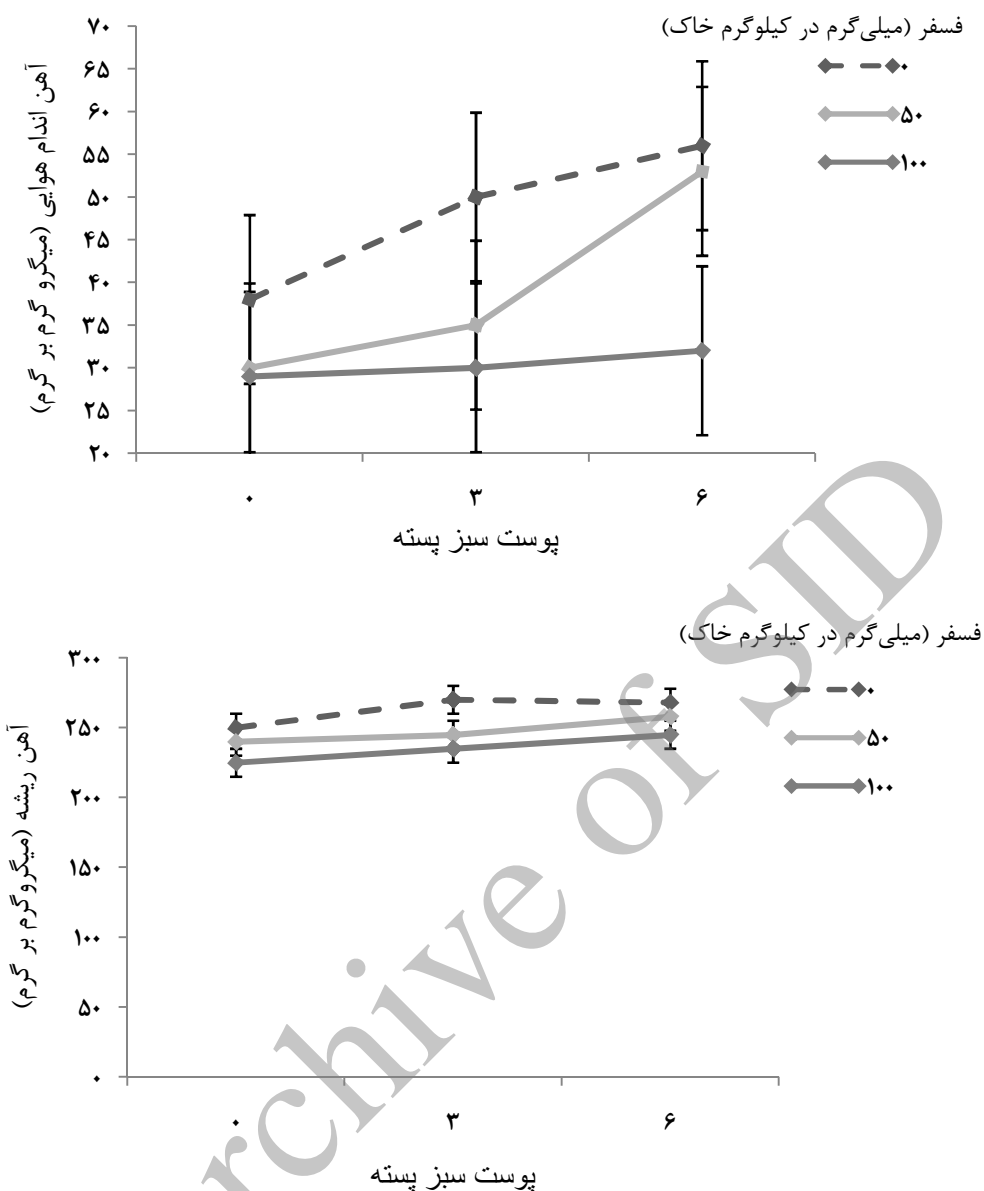 فسفر (میلی‌گرم در کیلوگرم خاک)
۰
۵۰
۱۰۰
آهن اندام هوایی (میگرو گرم بر گرم)
۷۰
۶۵
۶۰
۵۵
۵۰
۴۵
۴۰
۳۵
۳۰
۲۵
۲۰
۰ ۳ ۶
پوست سبز پسته
فسفر (میلی‌گرم در کیلوگرم خاک)
۰
۵۰
۱۰۰
آهن ریشه (میگروگرم بر گرم)
۳۰۰
۲۵۰
۲۰۰
۱۵۰
۱۰۰
۵۰
۰
۰ ۳ ۶
پوست سبز پسته
rchive of SID